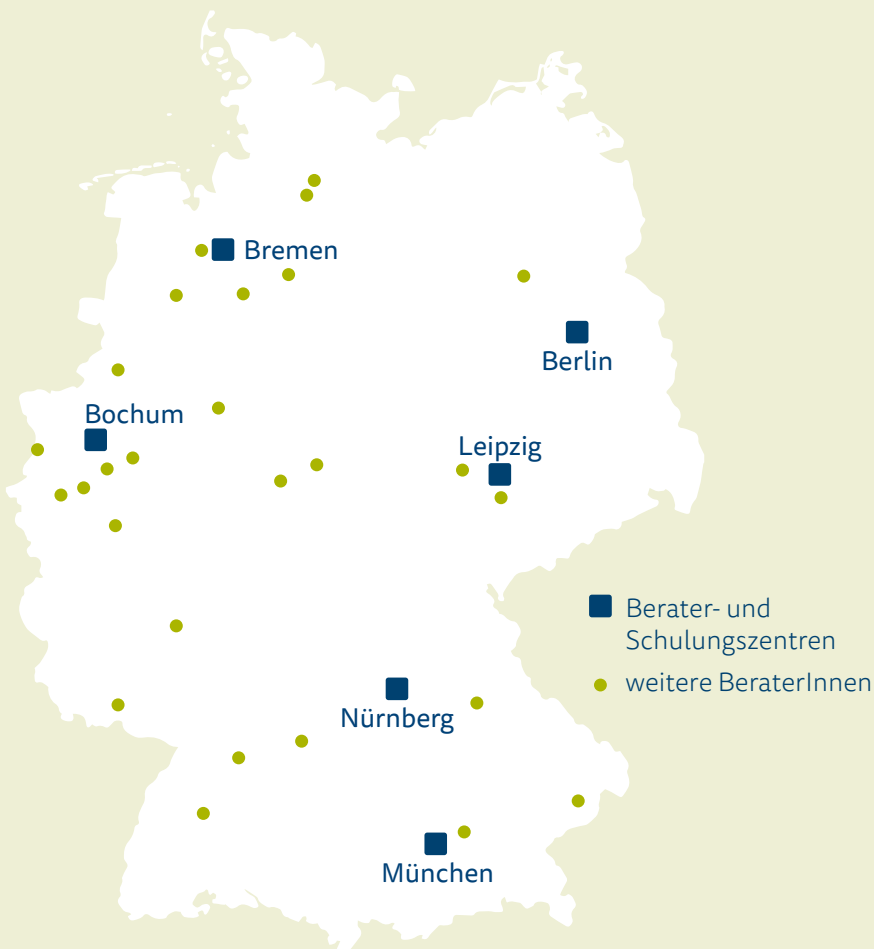 Bremen
Berlin
Bochum
Leipzig
Berater- und
Schulungszentren
weitere BeraterInnen
Nürnberg
München